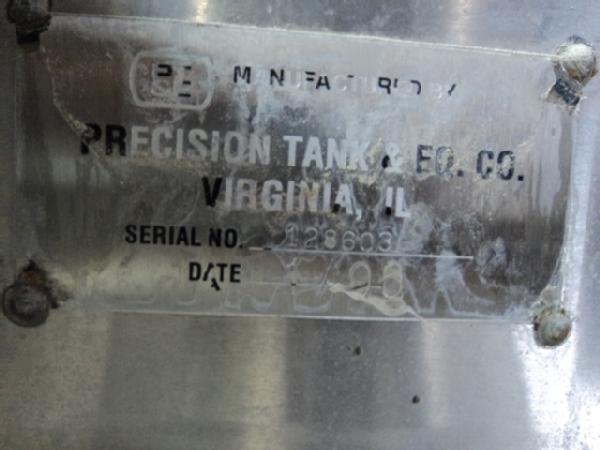 MANUFACTURED BY
PRECISION TANK & EQ. CO.
VIRGINIA, IL
SERIAL NO.
DATE